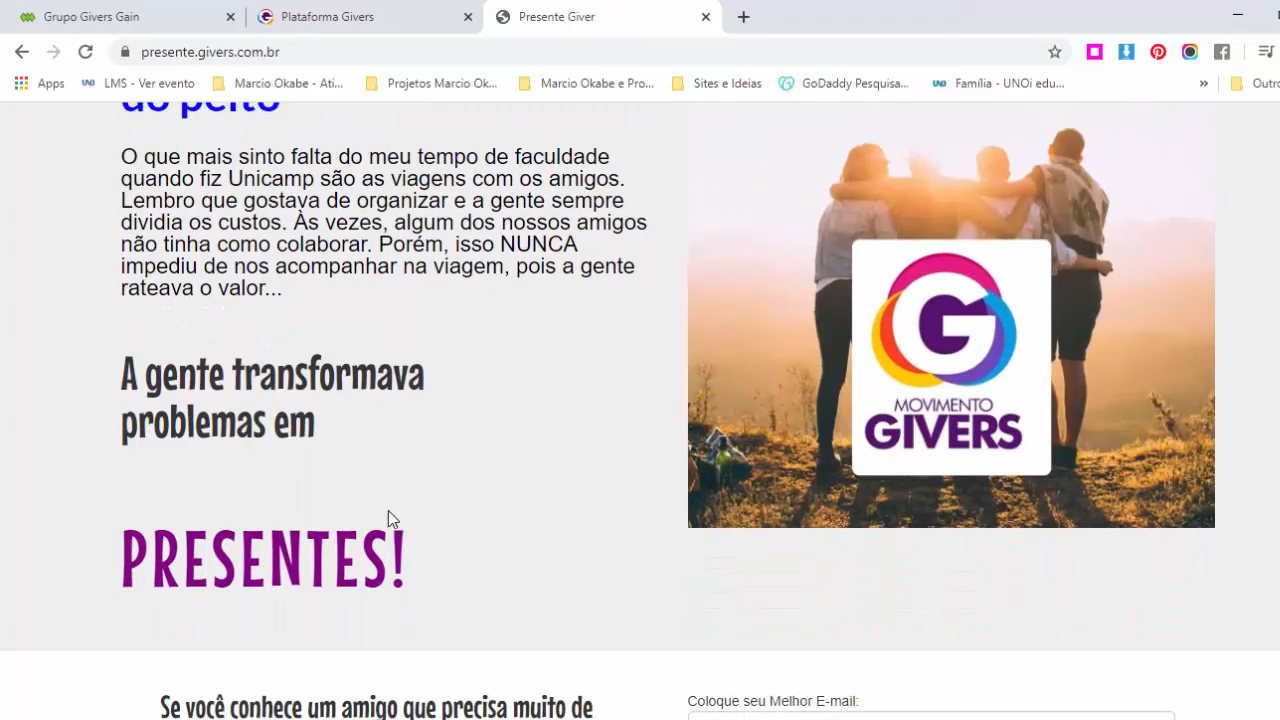 Grupo Givers Gain
Plataforma Givers
Presente Giver
presente.givers.com.br
Apps
UNO
LMS - Ver evento
Marcio Okabe - Ati...
Projetos Marcio Ok...
Marcio Okabe e Pro...
Sites e Ideias
GoDaddy Pesquisa...
UNO
Família - UNOi edu...
»
Outro
do peito
O que mais sinto falta do meu tempo de faculdade
quando fiz Unicamp são as viagens com os amigos.
Lembro que gostava de organizar e a gente sempre
dividia os custos. Às vezes, algum dos nossos amigos
não tinha como colaborar. Porém, isso NUNCA
impediu de nos acompanhar na viagem, pois a gente
rateava o valor...
A gente transformava
problemas em
PRESENTES!
G
MOVIMENTO
GIVERS
Se você conhece um amigo que precisa muito de
Coloque seu Melhor E-mail: